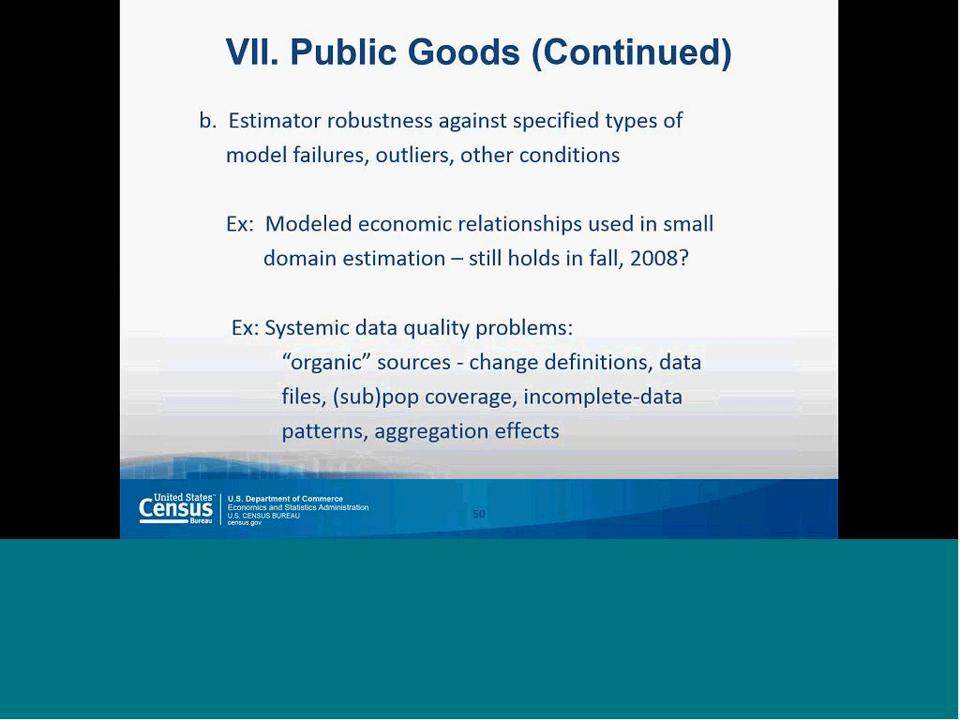 VII. Public Goods (Continued)
b. Estimator robustness against specified types of
model failures, outliers, other conditions
Ex: Modeled economic relationships used in small
domain estimation – still holds in fall, 2008?
Ex: Systemic data quality problems:
“organic” sources - change definitions, data
files, (sub)pop coverage, incomplete-data
patterns, aggregation effects
United States™
Census
Bureau
U.S. Department of Commerce
Economics and Statistics Administration
U.S. CENSUS BUREAU
census.gov
50